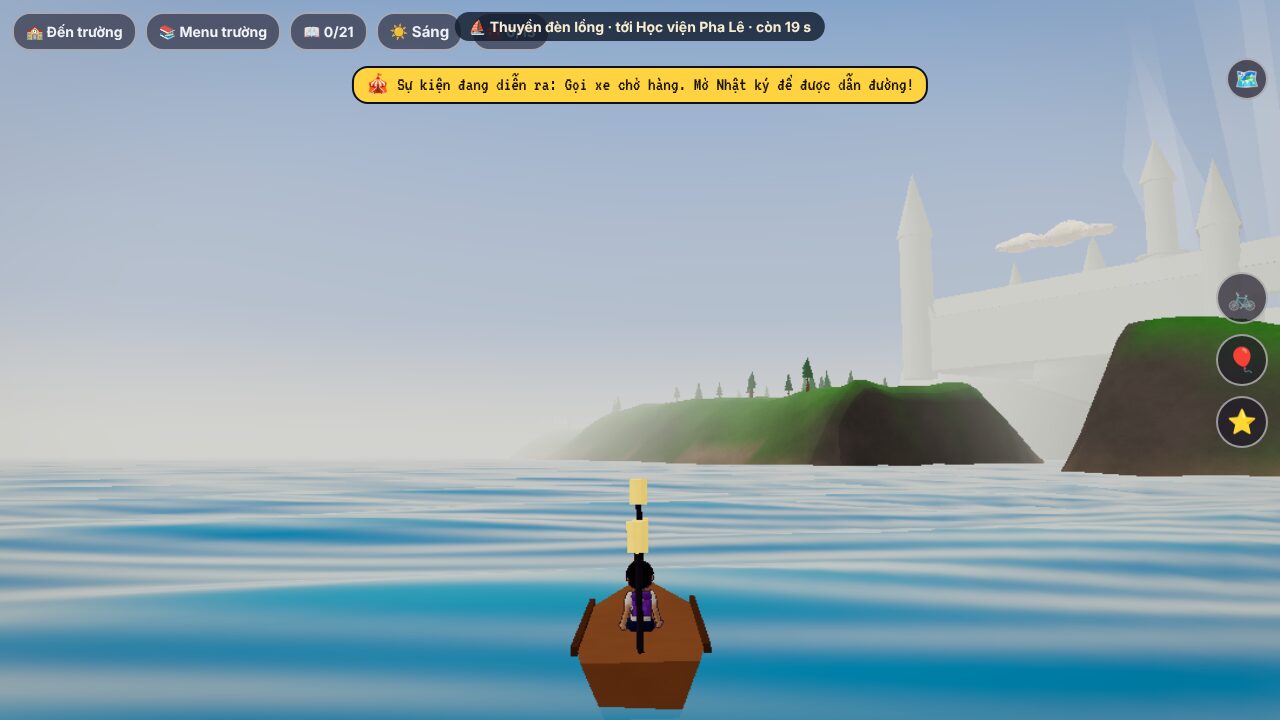 Đến trường
Menu trường
0/21
Sáng
Thuyền đèn lồng · tới Học viện Pha Lê · còn 19 s
Sự kiện đang diễn ra: Gọi xe chở hàng. Mở Nhật ký để được dẫn đường!